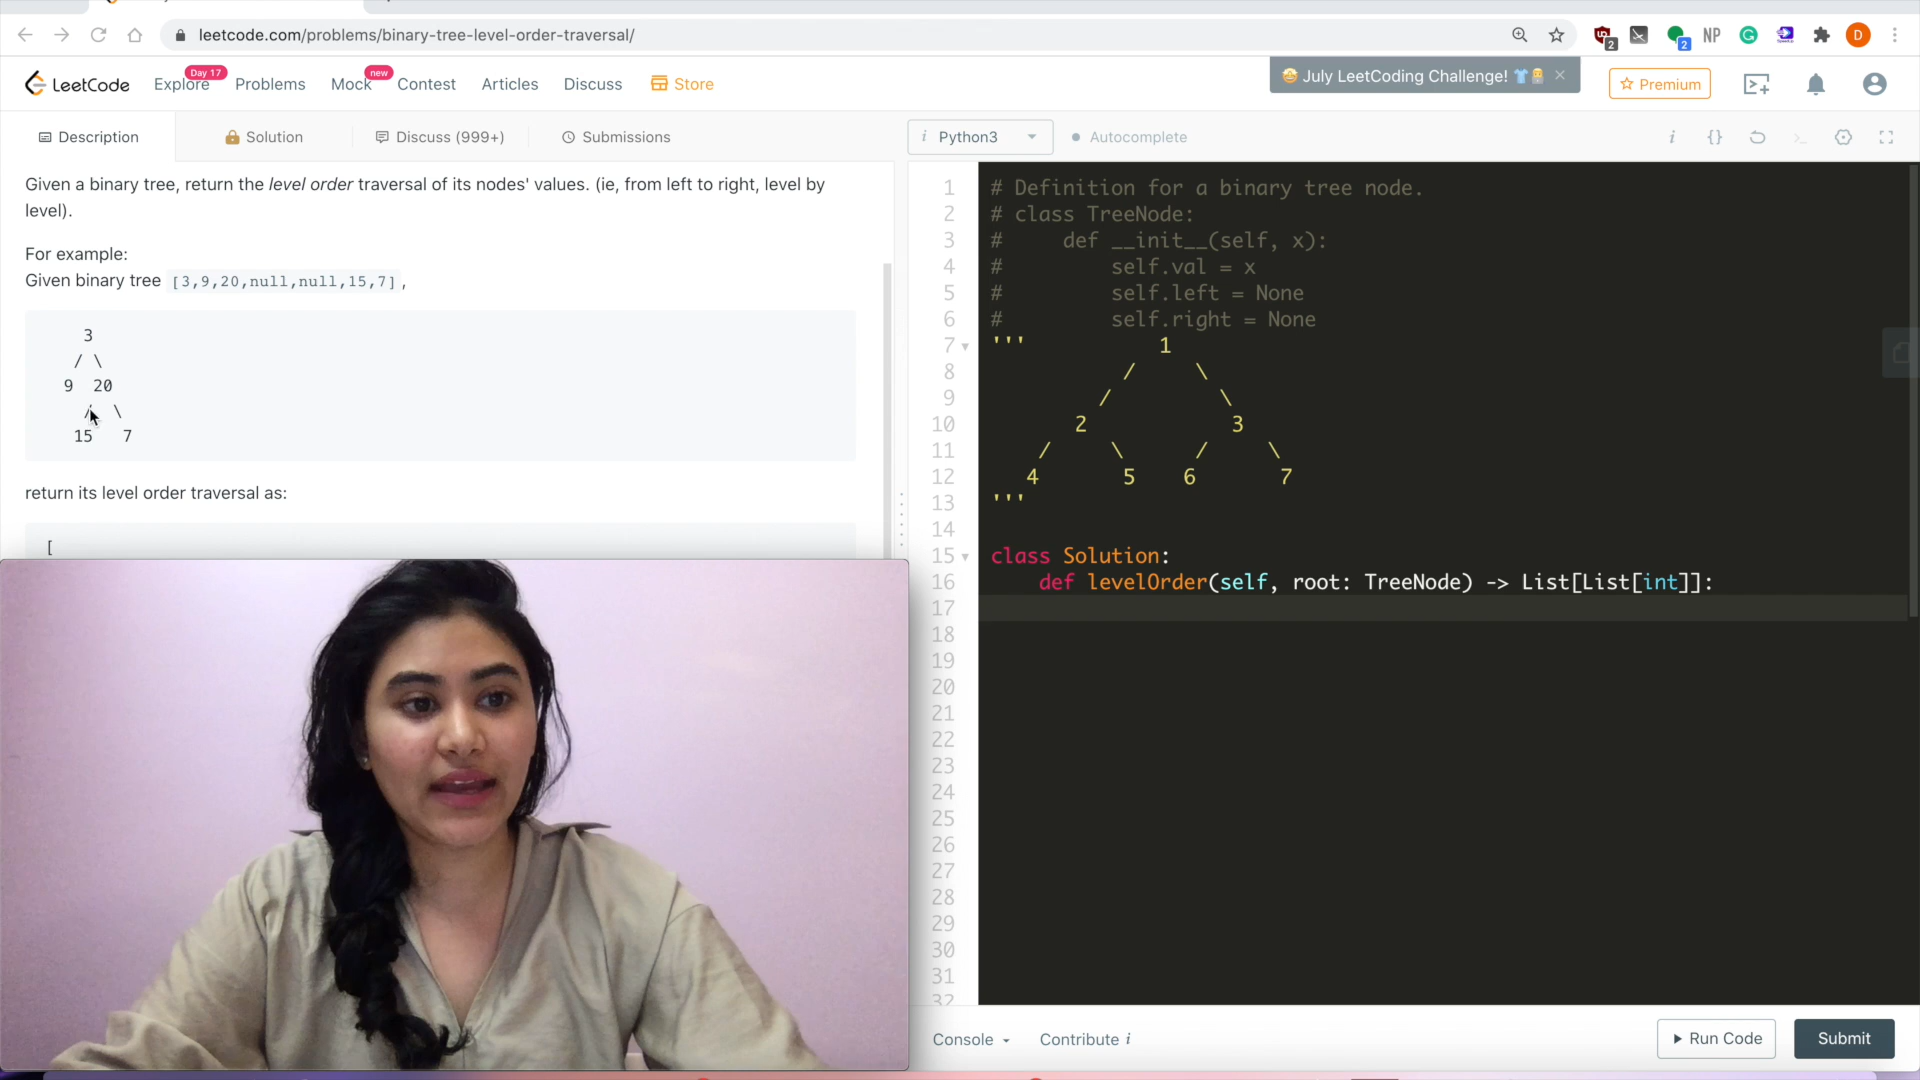 leetcode.com/problems/binary-tree-level-order-traversal/
2
2
NP
D
LeetCode
Explore
Day 17
Problems
Mock
new
Contest
Articles
Discuss
Store
July LeetCoding Challenge!
Premium
Description
Solution
Discuss (999+)
Submissions
Python3
Autocomplete
Given a binary tree, return the level order traversal of its nodes' values. (ie, from left to right, level by
level).
For example:
Given binary tree [3,9,20,null,null,15,7],
3
/ \
9 20
/ \
15 7
return its level order traversal as:
[
1 # Definition for a binary tree node.
2 # class TreeNode:
3 #     def __init__(self, x):
4 #         self.val = x
5 #         self.left = None
6 #         self.right = None
7 '''           1
8            /     \
9          /         \
10       2            3
11    /     \      /     \
12   4       5    6       7
13 '''
14
15 class Solution:
16     def levelOrder(self, root: TreeNode) -> List[List[int]]:
17
18
19
20
21
22
23
24
25
26
27
28
29
30
31
32
Console
Contribute i
Run Code
Submit